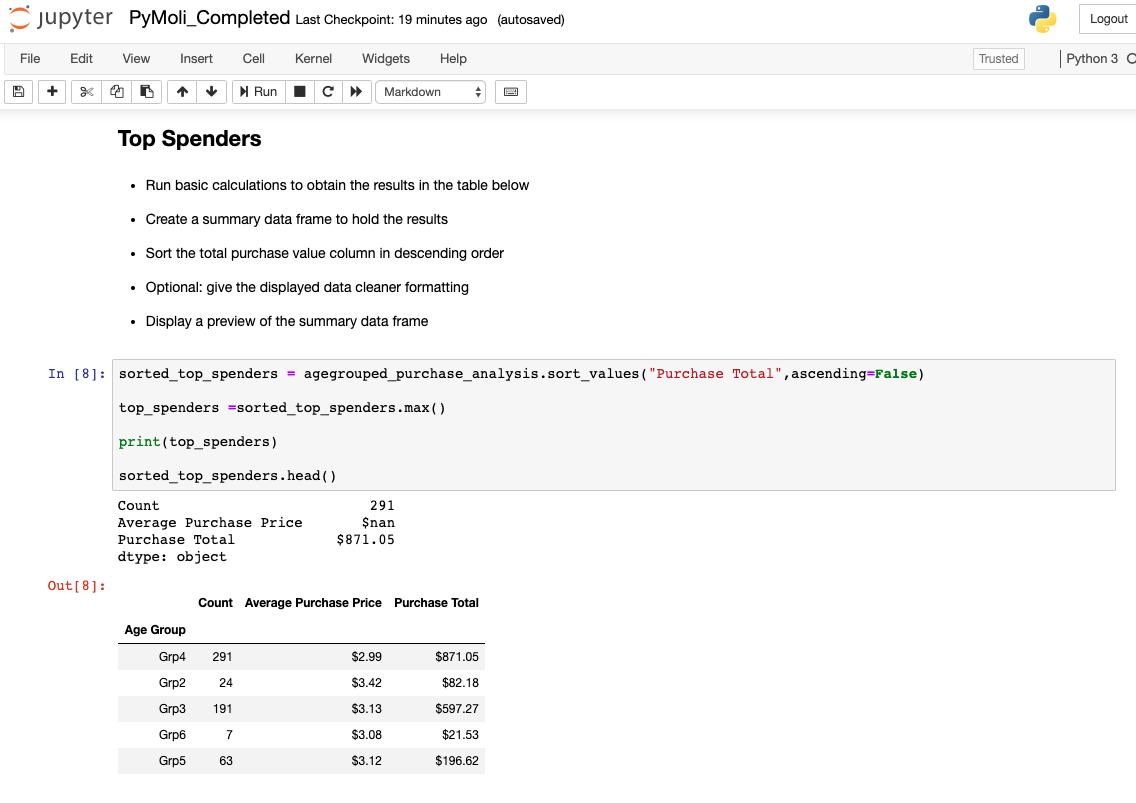 jupyter PyMoli_Completed Last Checkpoint: 19 minutes ago (autosaved) Logout
File Edit View Insert Cell Kernel Widgets Help Trusted Python 3
Run Markdown
Top Spenders
• Run basic calculations to obtain the results in the table below
• Create a summary data frame to hold the results
• Sort the total purchase value column in descending order
• Optional: give the displayed data cleaner formatting
• Display a preview of the summary data frame
In [8]: sorted_top_spenders = agegrouped_purchase_analysis.sort_values("Purchase Total",ascending=False)
top_spenders =sorted_top_spenders.max()
print(top_spenders)
sorted_top_spenders.head()
Count 291
Average Purchase Price $nan
Purchase Total $871.05
dtype: object
Out[8]:
Count Average Purchase Price Purchase Total
Age Group
Grp4 291 $2.99 $871.05
Grp2 24 $3.42 $82.18
Grp3 191 $3.13 $597.27
Grp6 7 $3.08 $21.53
Grp5 63 $3.12 $196.62